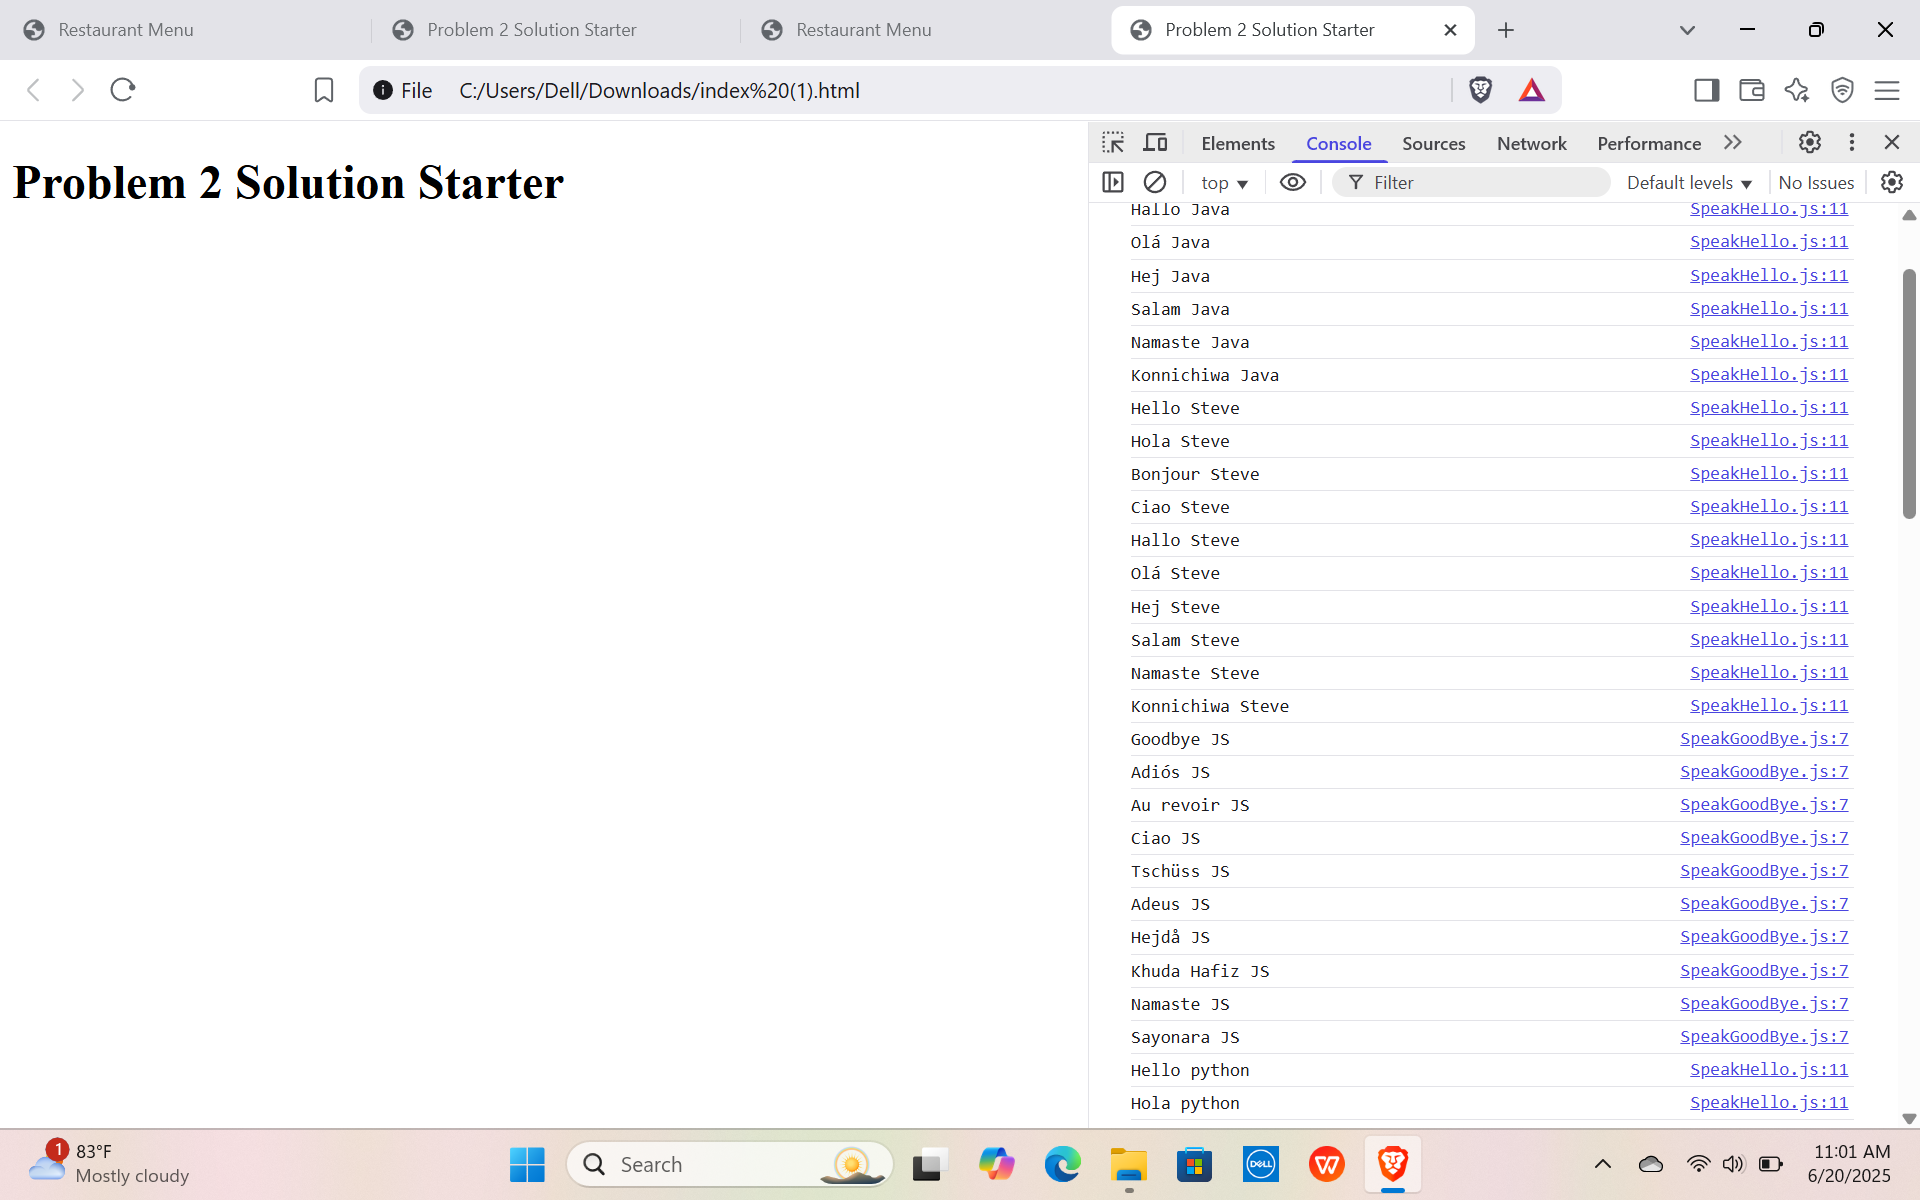 Restaurant Menu
Problem 2 Solution Starter
Restaurant Menu
Problem 2 Solution Starter
File C:/Users/Dell/Downloads/index%20(1).html
Problem 2 Solution Starter
Elements Console Sources Network Performance
top Filter Default levels No Issues
Hallo Java SpeakHello.js:11
Olá Java SpeakHello.js:11
Hej Java SpeakHello.js:11
Salam Java SpeakHello.js:11
Namaste Java SpeakHello.js:11
Konnichiwa Java SpeakHello.js:11
Hello Steve SpeakHello.js:11
Hola Steve SpeakHello.js:11
Bonjour Steve SpeakHello.js:11
Ciao Steve SpeakHello.js:11
Hallo Steve SpeakHello.js:11
Olá Steve SpeakHello.js:11
Hej Steve SpeakHello.js:11
Salam Steve SpeakHello.js:11
Namaste Steve SpeakHello.js:11
Konnichiwa Steve SpeakHello.js:11
Goodbye JS SpeakGoodBye.js:7
Adiós JS SpeakGoodBye.js:7
Au revoir JS SpeakGoodBye.js:7
Ciao JS SpeakGoodBye.js:7
Tschüss JS SpeakGoodBye.js:7
Adeus JS SpeakGoodBye.js:7
Hejdå JS SpeakGoodBye.js:7
Khuda Hafiz JS SpeakGoodBye.js:7
Namaste JS SpeakGoodBye.js:7
Sayonara JS SpeakGoodBye.js:7
Hello python SpeakHello.js:11
Hola python SpeakHello.js:11
1
83°F
Mostly cloudy
Search
DELL
11:01 AM
6/20/2025